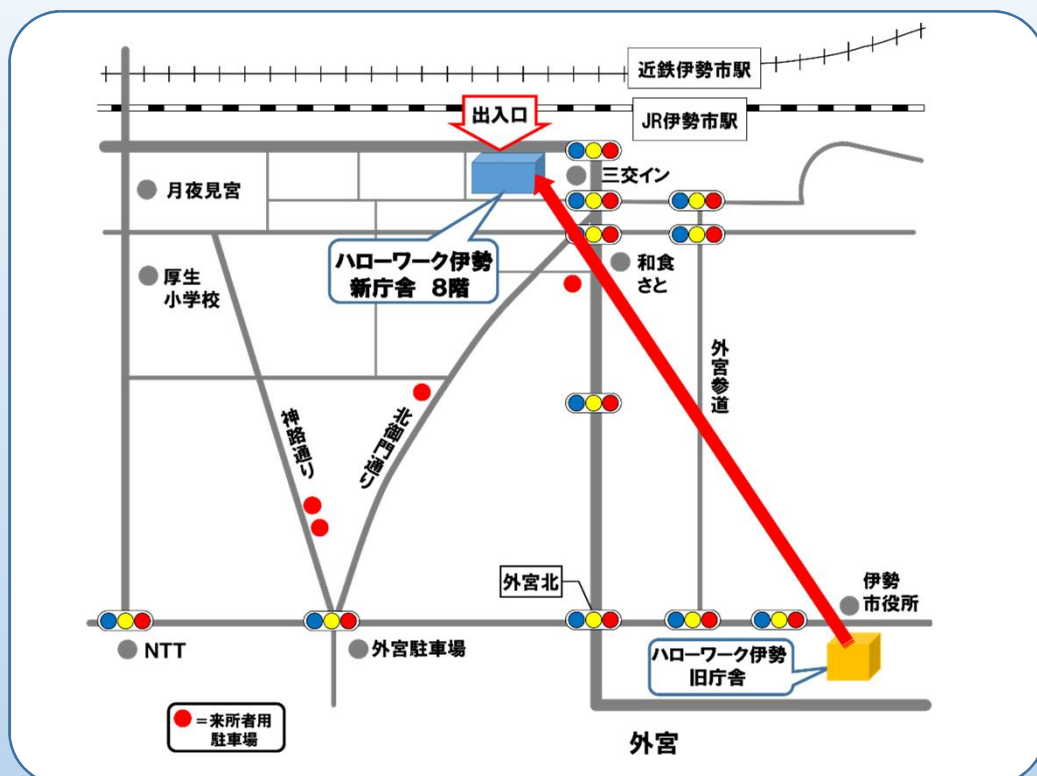 近鉄伊勢市駅
出入口
JR伊勢市駅
月夜見宮
三交イン
ハローワーク伊勢
新庁舎 8階
和食
さと
厚生
小学校
外宮参道
神路通り
北御門通り
外宮北
伊勢
市役所
NTT
外宮駐車場
ハローワーク伊勢
旧庁舎
=来所者用
駐車場
外宮